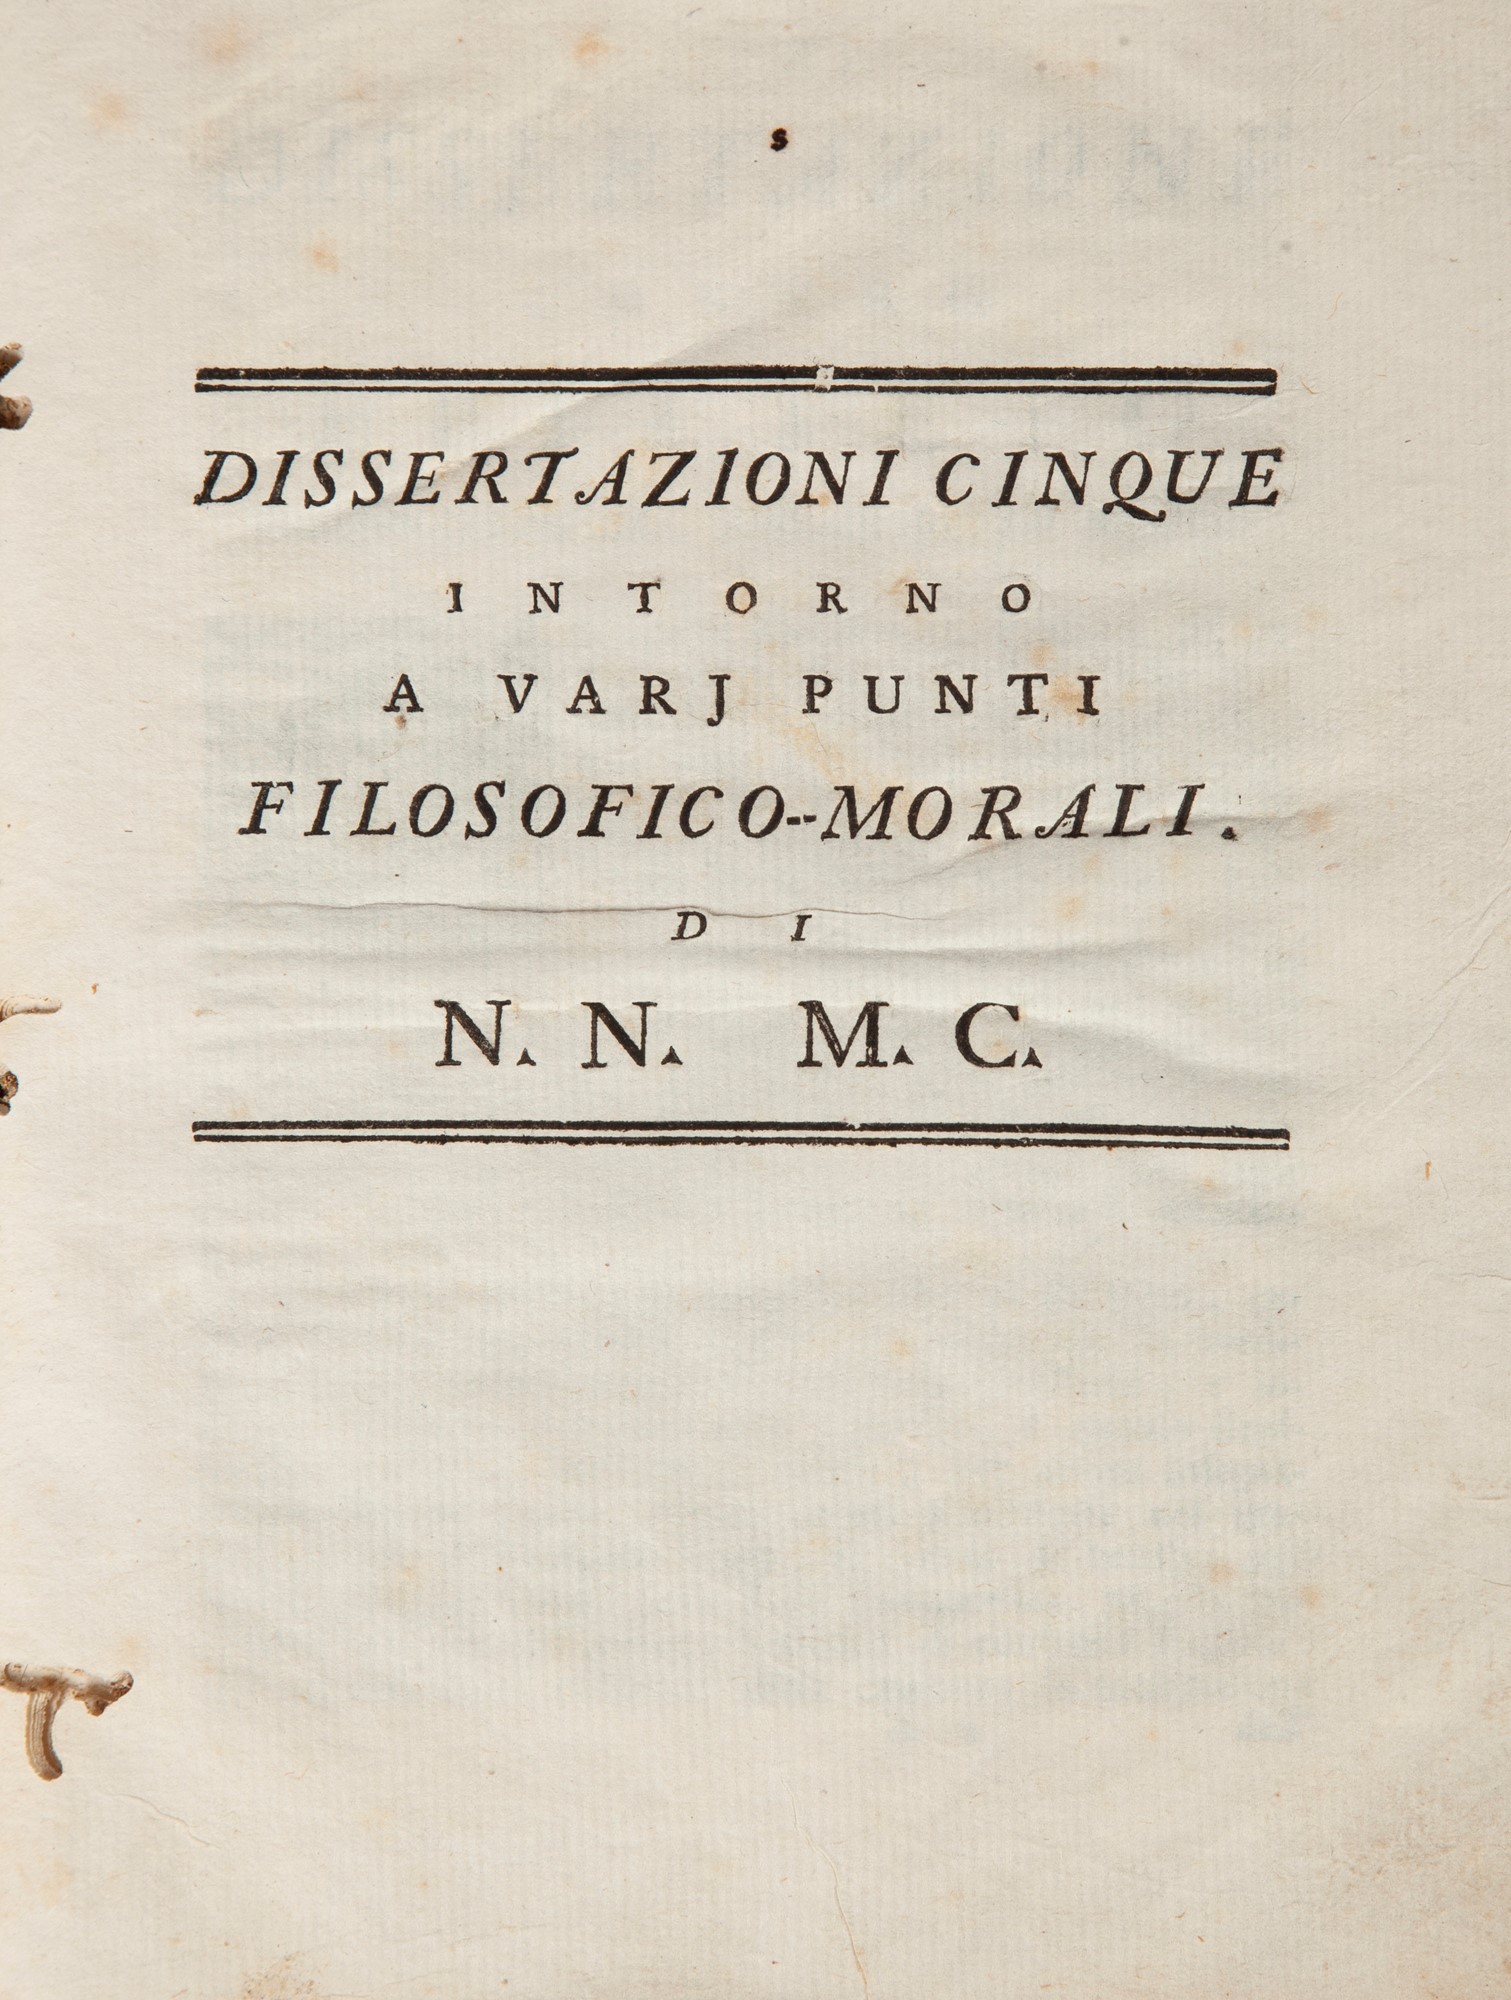 s
DISSERTAZIONI CINQUE
INTORNO
A VARJ PUNTI
FILOSOFICO--MORALI.
DI
N. N. M. C.